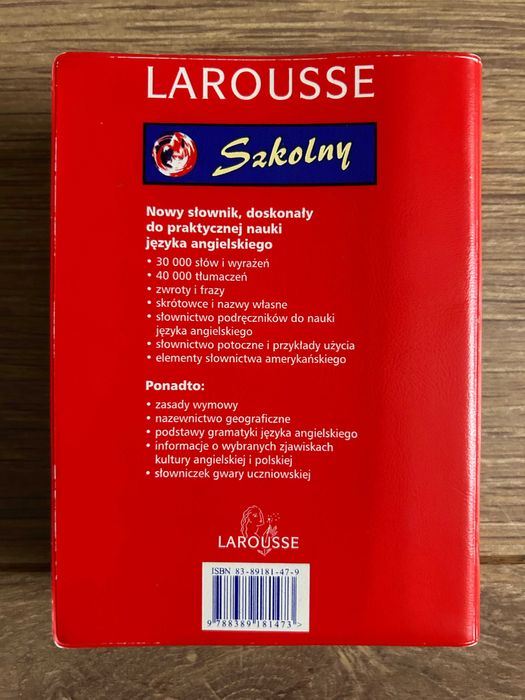 LAROUSSE
Szkolny
Nowy słownik, doskonały
do praktycznej nauki
języka angielskiego
• 30 000 słów i wyrażeń
• 40 000 tłumaczeń
• zwroty i frazy
• skrótowce i nazwy własne
• słownictwo podręczników do nauki
języka angielskiego
• słownictwo potoczne i przykłady użycia
• elementy słownictwa amerykańskiego
Ponadto:
• zasady wymowy
• nazewnictwo geograficzne
• podstawy gramatyki języka angielskiego
• informacje o wybranych zjawiskach
kultury angielskiej i polskiej
• słowniczek gwary uczniowskiej
LAROUSSE
ISBN 83-89181-47-9
9 788389 181473 >